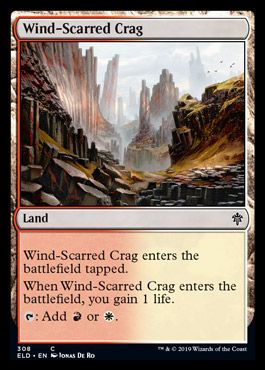 Wind-Scarred Crag
Land
Wind-Scarred Crag enters the
battlefield tapped.
When Wind-Scarred Crag enters the
battlefield, you gain 1 life.
: Add or .
308 C
ELD • EN Jonas De Ro
™ & © 2019 Wizards of the Coast